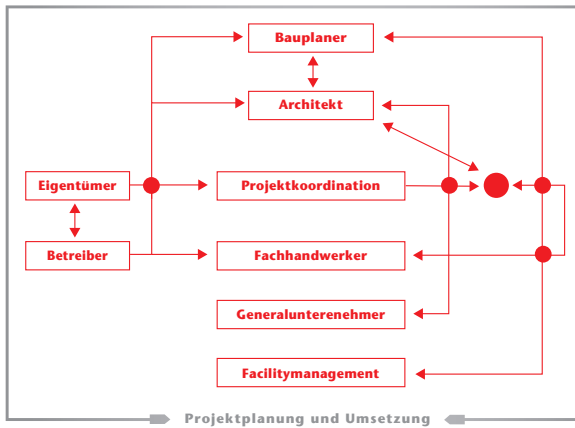 Bauplaner
Architekt
Eigentümer
Projektkoordination
Betreiber
Fachhandwerker
Generalunterenehmer
Facilitymanagement
Projektplanung und Umsetzung